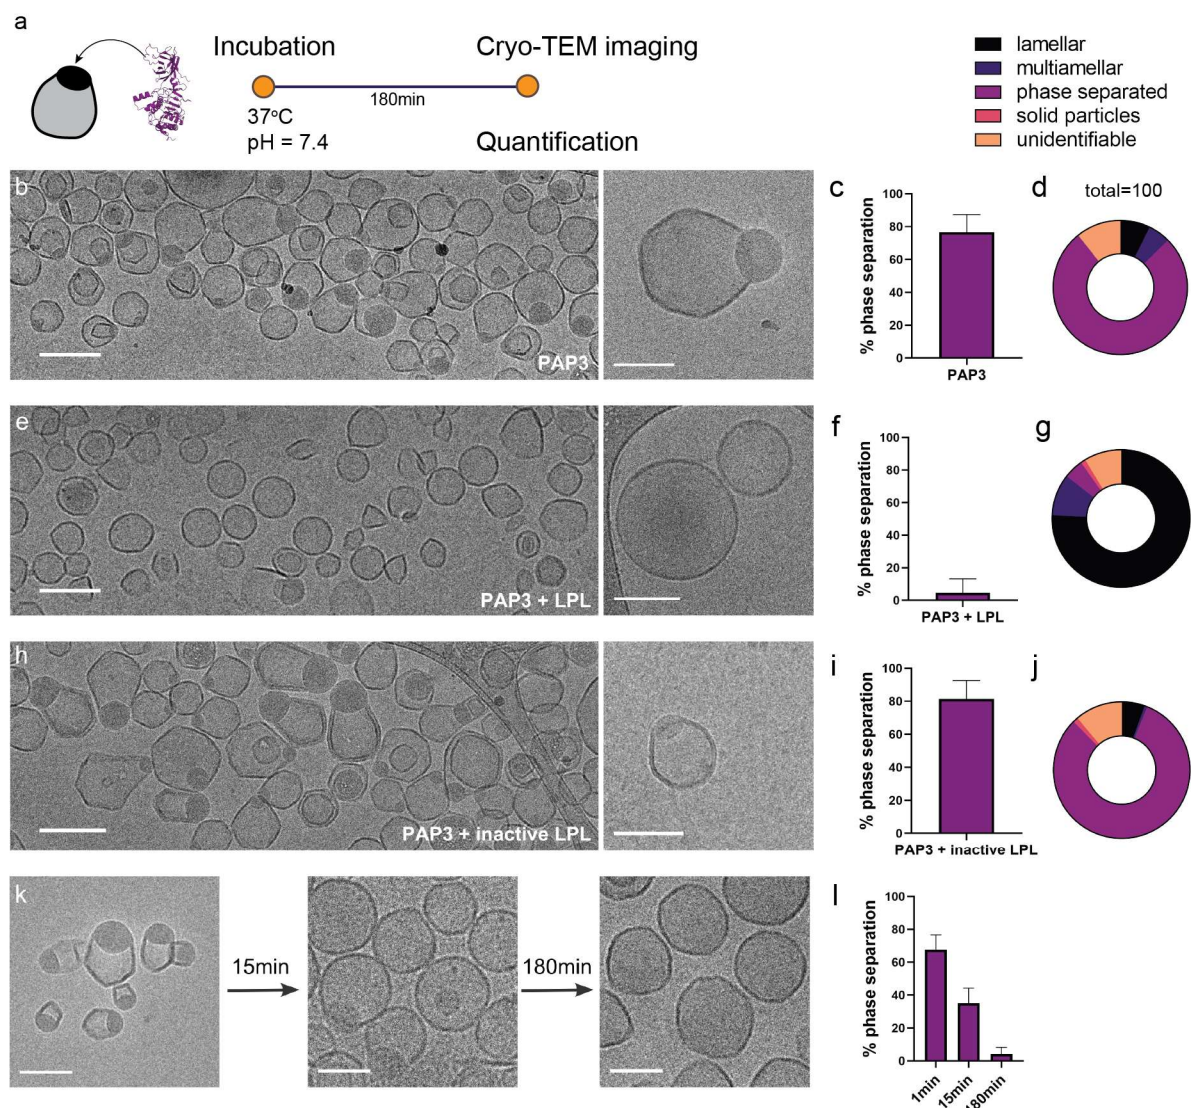 a
Incubation
Cryo-TEM imaging
180min
37°C
pH = 7.4
Quantification
lamellar
multiamellar
phase separated
solid particles
unidentifiable
b
PAP3
c
% phase separation
100
80
60
40
20
0
PAP3
d
total=100
e
PAP3 + LPL
f
% phase separation
100
80
60
40
20
0
PAP3 + LPL
g
h
PAP3 + inactive LPL
i
% phase separation
100
80
60
40
20
0
PAP3 + inactive LPL
j
k
15min
180min
l
% phase separation
100
80
60
40
20
0
1min
15min
180min